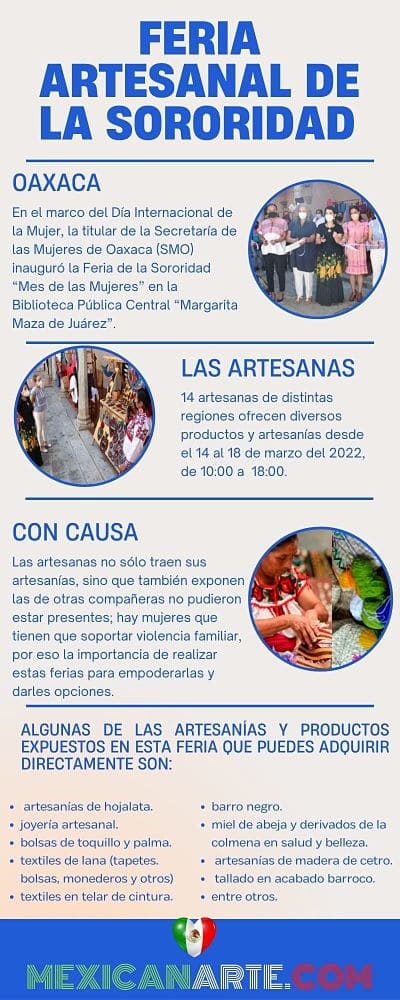 FERIA
ARTESANAL DE
LA SORORIDAD
OAXACA
En el marco del Día Internacional de
la Mujer, la titular de la Secretaría de
las Mujeres de Oaxaca (SMO)
inauguró la Feria de la Sororidad
“Mes de las Mujeres” en la
Biblioteca Pública Central “Margarita
Maza de Juárez”.
LAS ARTESANAS
14 artesanas de distintas
regiones ofrecen diversos
productos y artesanías desde
el 14 al 18 de marzo del 2022,
de 10:00 a 18:00.
CON CAUSA
Las artesanas no sólo traen sus
artesanías, sino que también exponen
las de otras compañeras no pudieron
estar presentes; hay mujeres que
tienen que soportar violencia familiar,
por eso la importancia de realizar
estas ferias para empoderarlas y
darles opciones.
ALGUNAS DE LAS ARTESANÍAS Y PRODUCTOS
EXPUESTOS EN ESTA FERIA QUE PUEDES ADQUIRIR
DIRECTAMENTE SON:
• artesanías de hojalata.
• joyería artesanal.
• bolsas de toquillo y palma.
• textiles de lana (tapetes.
bolsas, monederos y otros)
• textiles en telar de cintura.
• barro negro.
• miel de abeja y derivados de la
colmena en salud y belleza.
• artesanías de madera de cetro.
• tallado en acabado barroco.
• entre otros.
MEXICANARTE.COM